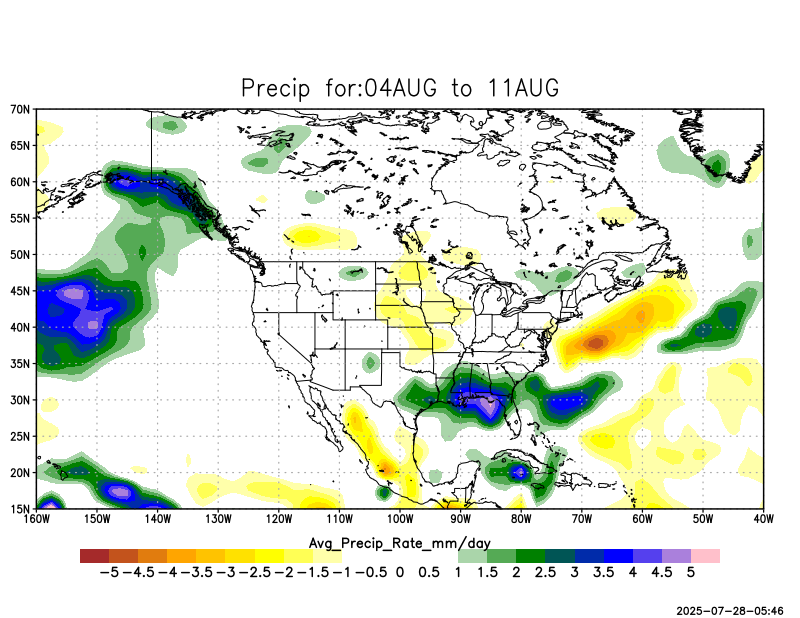 Precip for:04AUG to 11AUG
70N
65N
60N
55N
50N
45N
40N
35N
30N
25N
20N
15N
160W 150W 140W 130W 120W 110W 100W 90W 80W 70W 60W 50W 40W
Avg_Precip_Rate_mm/day
-5 -4.5 -4 -3.5 -3 -2.5 -2 -1.5 -1 -0.5 0 0.5 1 1.5 2 2.5 3 3.5 4 4.5 5
2025-07-28-05:46